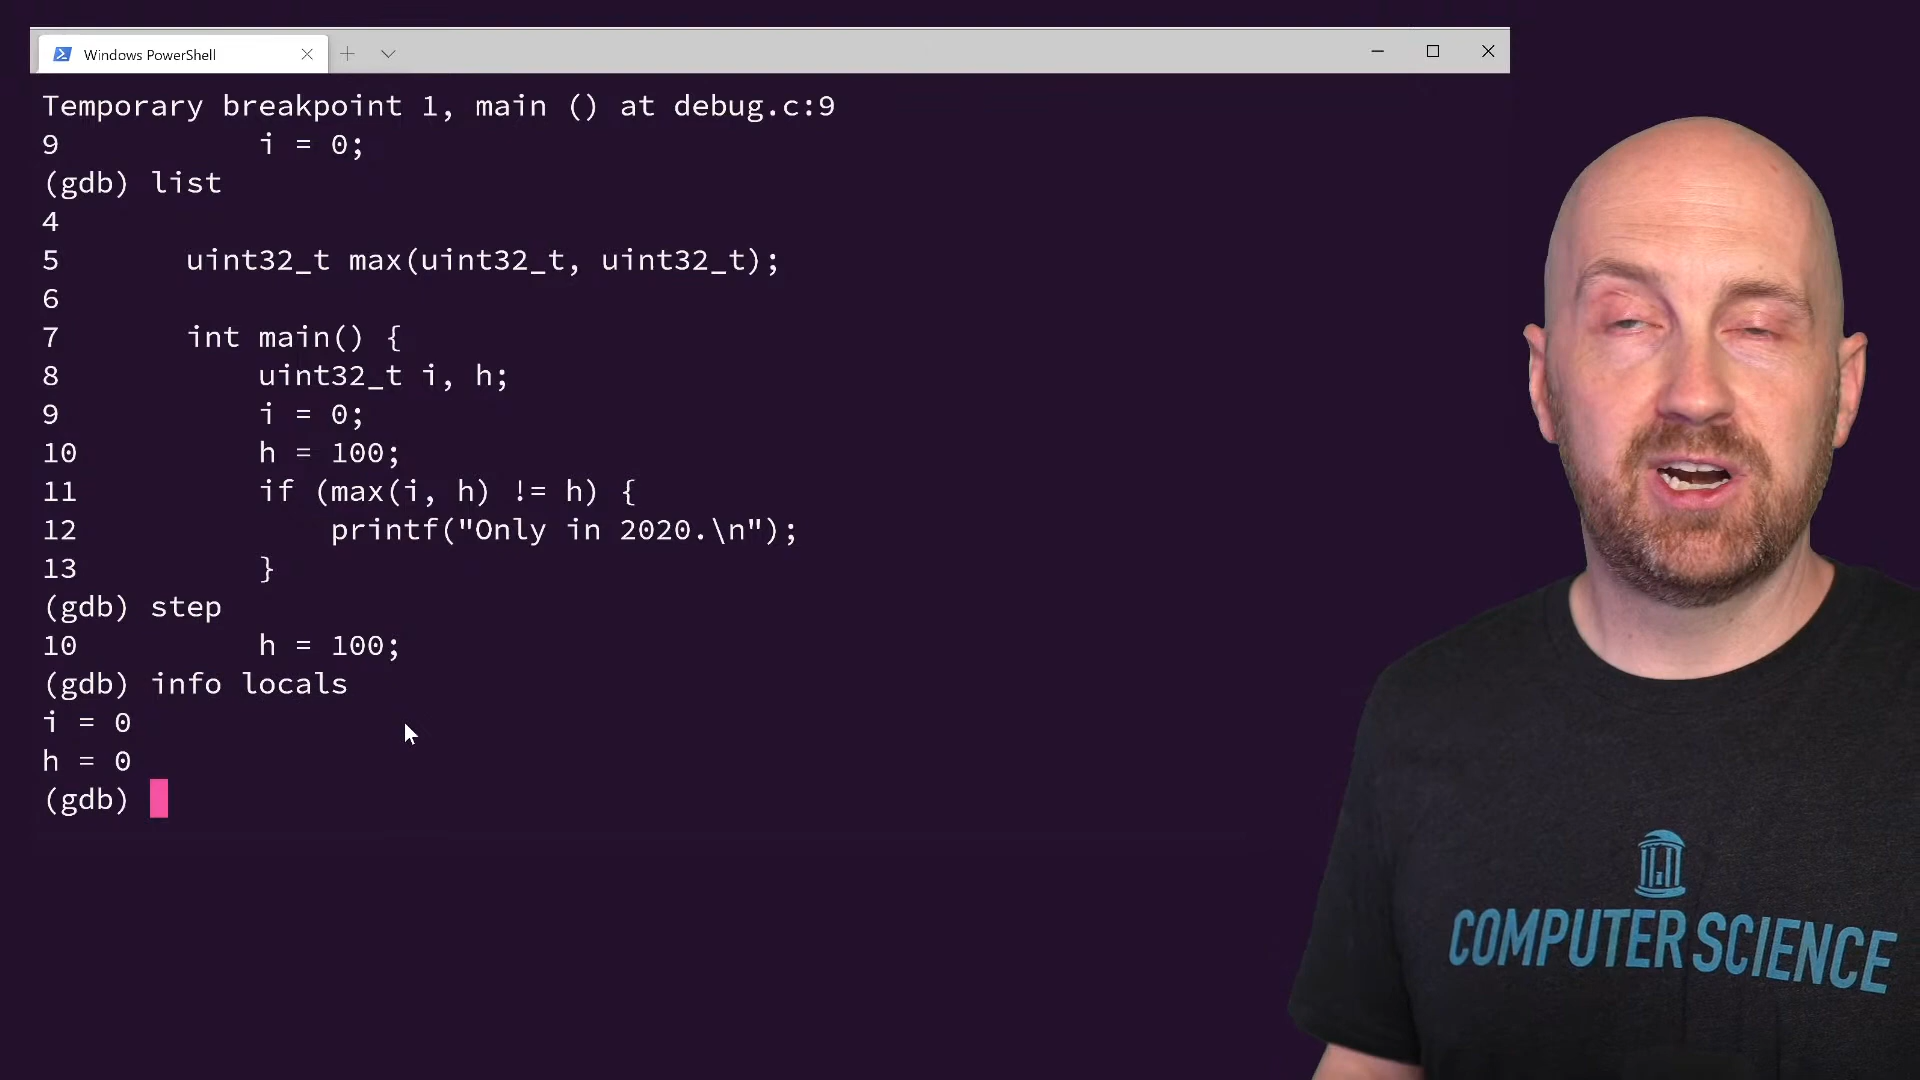 Windows PowerShell
Temporary breakpoint 1, main () at debug.c:9
9           i = 0;
(gdb) list
4
5       uint32_t max(uint32_t, uint32_t);
6
7       int main() {
8           uint32_t i, h;
9           i = 0;
10          h = 100;
11          if (max(i, h) != h) {
12              printf("Only in 2020.\n");
13          }
(gdb) step
10          h = 100;
(gdb) info locals
i = 0
h = 0
(gdb)
COMPUTER SCIENCE